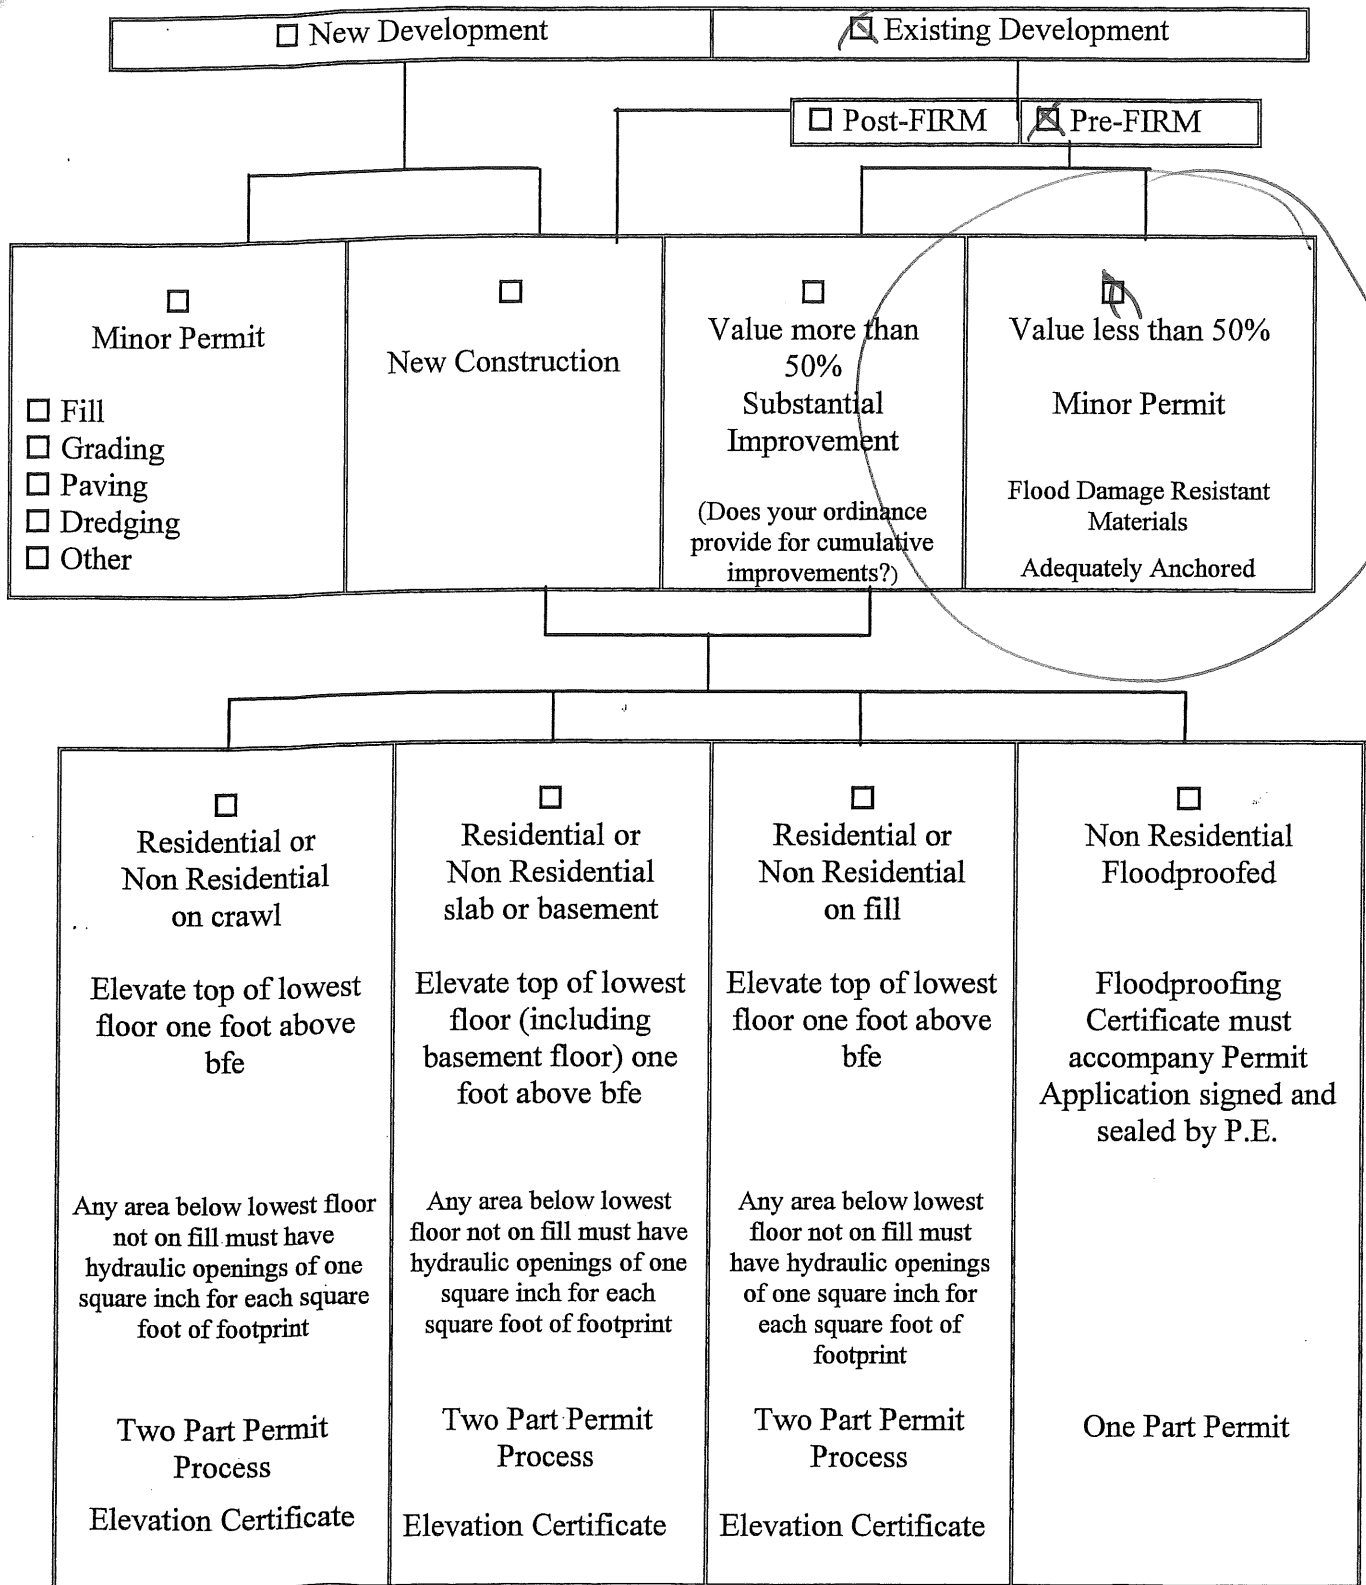 ☐ New Development
☒ Existing Development
☐ Post-FIRM
☒ Pre-FIRM
☐
Minor Permit
☐ Fill
☐ Grading
☐ Paving
☐ Dredging
☐ Other
☐
New Construction
☐
Value more than
50%
Substantial
Improvement
(Does your ordinance
provide for cumulative
improvements?)
☒
Value less than 50%
Minor Permit
Flood Damage Resistant
Materials
Adequately Anchored
☐
Residential or
Non Residential
on crawl
Elevate top of lowest
floor one foot above
bfe
Any area below lowest floor
not on fill must have
hydraulic openings of one
square inch for each square
foot of footprint
Two Part Permit
Process
Elevation Certificate
☐
Residential or
Non Residential
slab or basement
Elevate top of lowest
floor (including
basement floor) one
foot above bfe
Any area below lowest
floor not on fill must have
hydraulic openings of one
square inch for each
square foot of footprint
Two Part Permit
Process
Elevation Certificate
☐
Residential or
Non Residential
on fill
Elevate top of lowest
floor one foot above
bfe
Any area below lowest
floor not on fill must
have hydraulic openings
of one square inch for
each square foot of
footprint
Two Part Permit
Process
Elevation Certificate
☐
Non Residential
Floodproofed
Floodproofing
Certificate must
accompany Permit
Application signed and
sealed by P.E.
One Part Permit